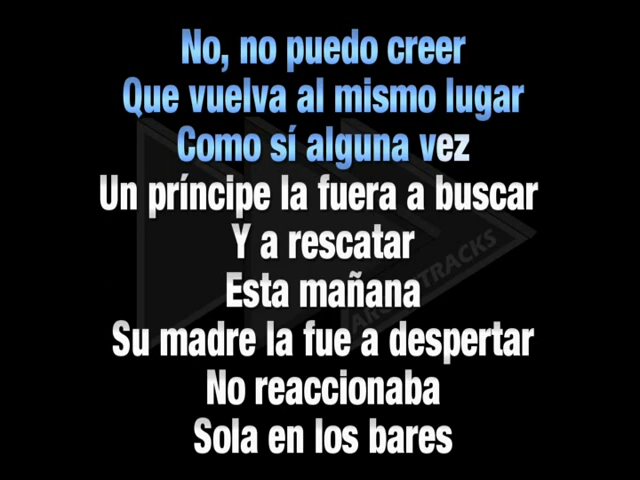 No, no puedo creer
Que vuelva al mismo lugar
Como sí alguna vez
Un príncipe la fuera a buscar
Y a rescatar
Esta mañana
Su madre la fue a despertar
No reaccionaba
Sola en los bares